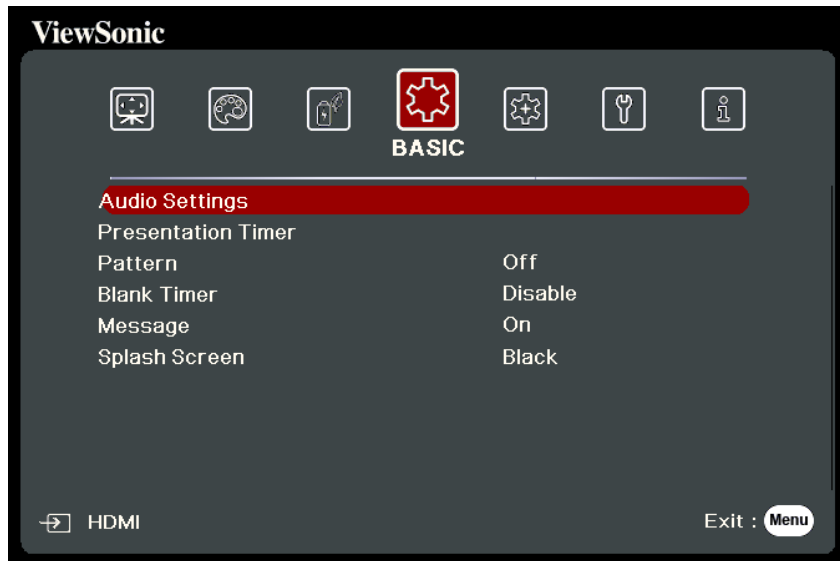 ViewSonic
BASIC
Audio Settings
Presentation Timer
Pattern Off
Blank Timer Disable
Message On
Splash Screen Black
HDMI Exit : Menu